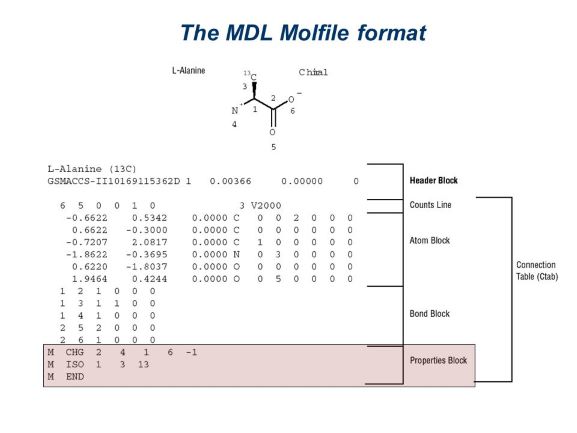 The MDL Molfile format
L-Alanine
Chiral
13
C
3
2
O
-
N
+
1
6
4
O
5
L-Alanine (13C)
GSMACCS-II10169115362D 1 0.00366 0.00000 0
Header Block
6 5 0 0 1 0 3 V2000
Counts Line
-0.6622 0.5342 0.0000 C 0 0 2 0 0 0
0.6622 -0.3000 0.0000 C 0 0 0 0 0 0
-0.7207 2.0817 0.0000 C 1 0 0 0 0 0
Atom Block
-1.8622 -0.3695 0.0000 N 0 3 0 0 0 0
0.6220 -1.8037 0.0000 O 0 0 0 0 0 0
1.9464 0.4244 0.0000 O 0 5 0 0 0 0
Connection
Table (Ctab)
1 2 1 0 0 0
1 3 1 1 0 0
1 4 1 0 0 0
Bond Block
2 5 2 0 0 0
2 6 1 0 0 0
M CHG 2 4 1 6 -1
M ISO 1 3 13
Properties Block
M END